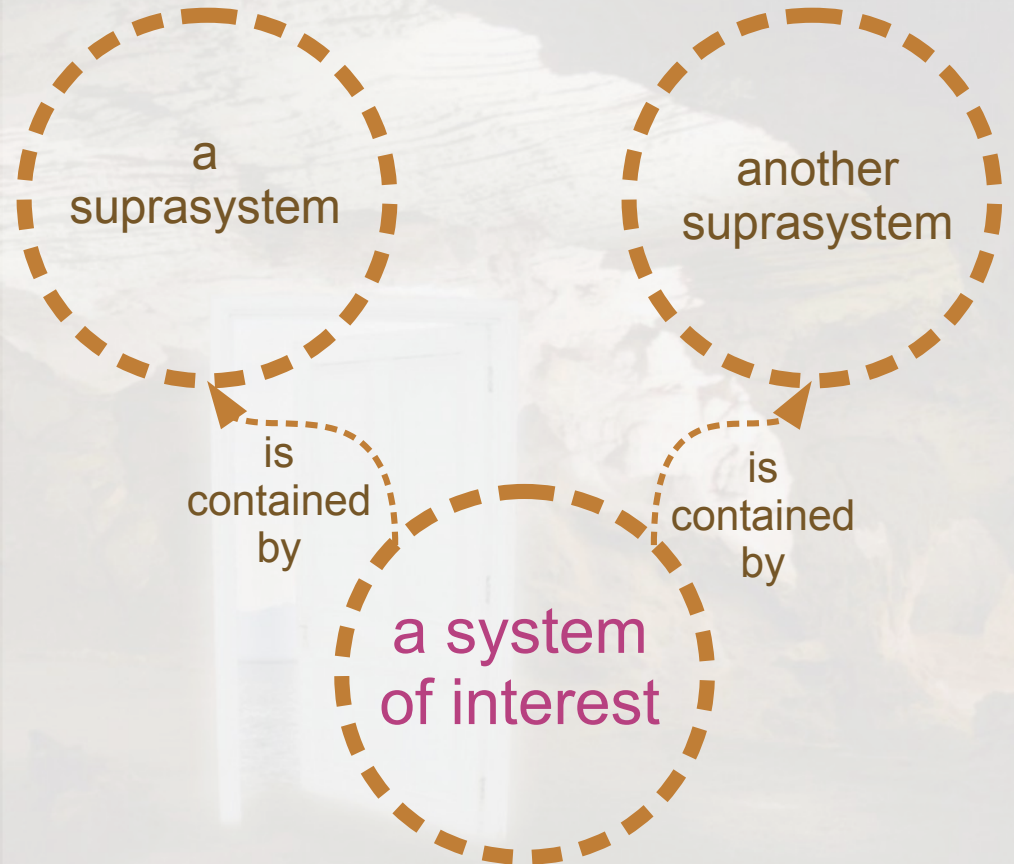 a
suprasystem
another
suprasystem
is
contained
by
is
contained
by
a system
of interest